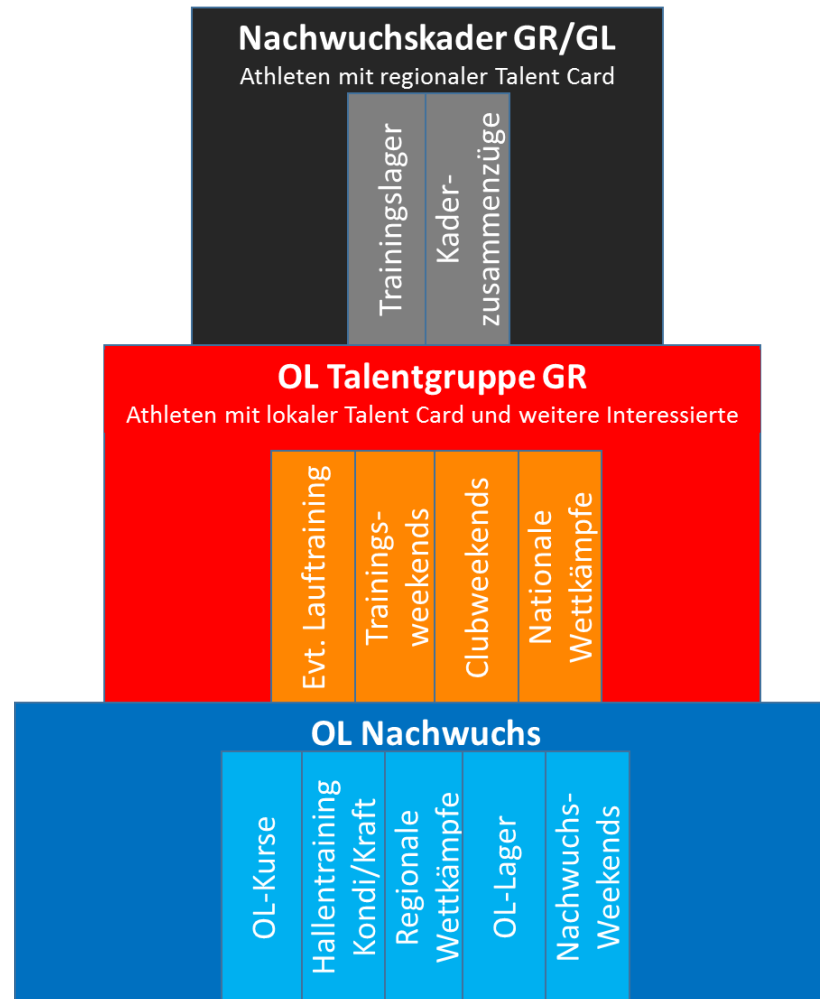 Nachwuchskader GR/GL
Athleten mit regionaler Talent Card
Trainingslager
Kader-
zusammenzüge
OL Talentgruppe GR
Athleten mit lokaler Talent Card und weitere Interessierte
Evt. Lauftraining
Trainings-
weekends
Clubweekends
Nationale
Wettkämpfe
OL Nachwuchs
OL-Kurse
Hallentraining
Kondi/Kraft
Regionale
Wettkämpfe
OL-Lager
Nachwuchs-
Weekends